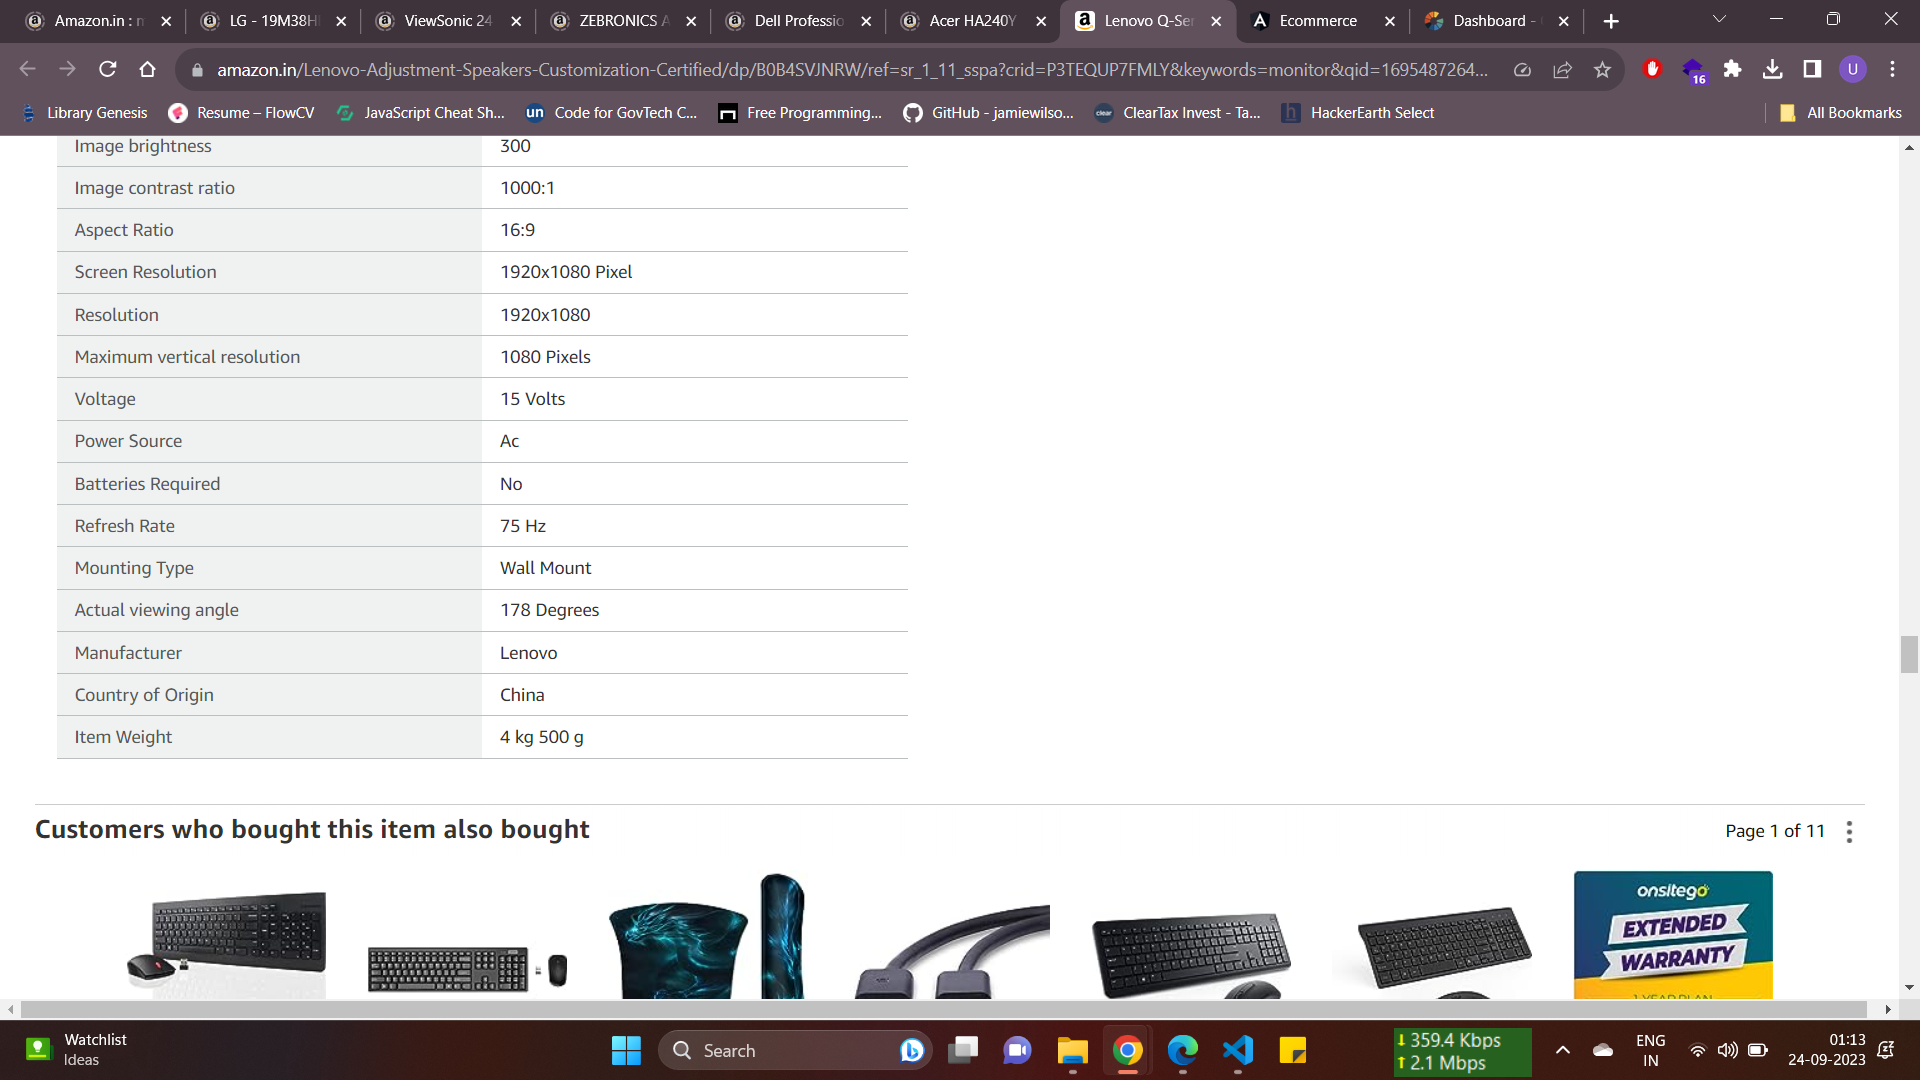 Amazon.in : m
LG - 19M38H
ViewSonic 24
ZEBRONICS A
Dell Professio
Acer HA240Y
Lenovo Q-Ser
Ecommerce
Dashboard -
amazon.in/Lenovo-Adjustment-Speakers-Customization-Certified/dp/B0B4SVJNRW/ref=sr_1_11_sspa?crid=P3TEQUP7FMLY&keywords=monitor&qid=1695487264...
16
U
Library Genesis
Resume – FlowCV
JavaScript Cheat Sh...
un
Code for GovTech C...
Free Programming...
GitHub - jamiewilso...
clear
ClearTax Invest - Ta...
h
HackerEarth Select
All Bookmarks
Image brightness 300
Image contrast ratio 1000:1
Aspect Ratio 16:9
Screen Resolution 1920x1080 Pixel
Resolution 1920x1080
Maximum vertical resolution 1080 Pixels
Voltage 15 Volts
Power Source Ac
Batteries Required No
Refresh Rate 75 Hz
Mounting Type Wall Mount
Actual viewing angle 178 Degrees
Manufacturer Lenovo
Country of Origin China
Item Weight 4 kg 500 g
Customers who bought this item also bought
Page 1 of 11
onsitego
EXTENDED
WARRANTY
1 YEAR PLAN
Watchlist
Ideas
Search
359.4 Kbps
2.1 Mbps
ENG
IN
01:13
24-09-2023